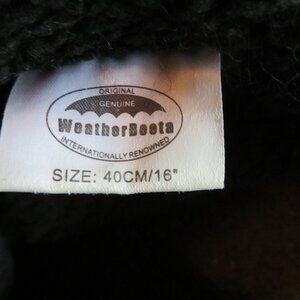 ORIGINAL
GENUINE
WeatherBeeta
INTERNATIONALLY RENOWNED
SIZE: 40CM/16"